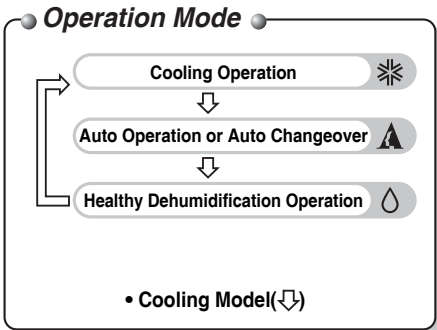 Operation Mode
Cooling Operation
Auto Operation or Auto Changeover
Healthy Dehumidification Operation
• Cooling Model(⇩)